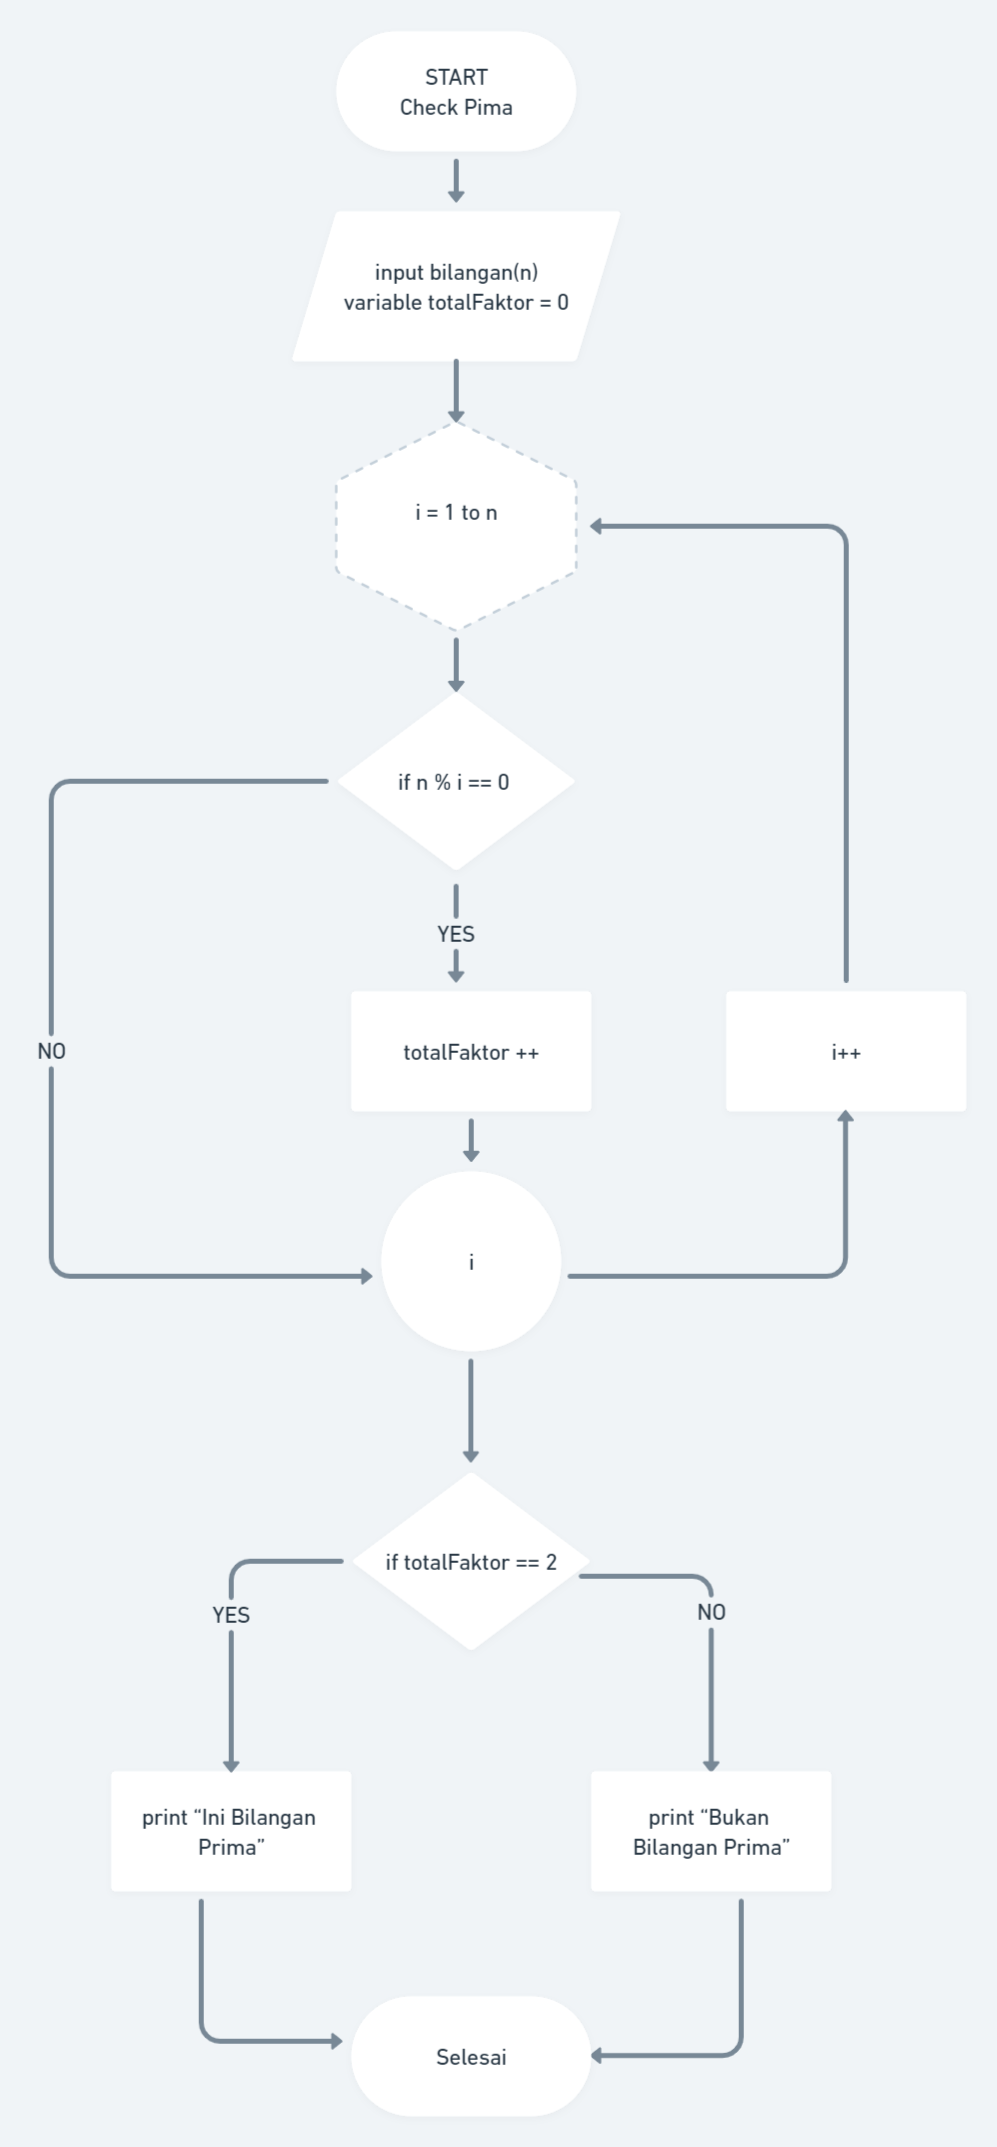 START
Check Pima
input bilangan(n)
variable totalFaktor = 0
i = 1 to n
if n % i == 0
YES
NO
totalFaktor ++
i++
i
if totalFaktor == 2
YES
NO
print “Ini Bilangan
Prima”
print “Bukan
Bilangan Prima”
Selesai